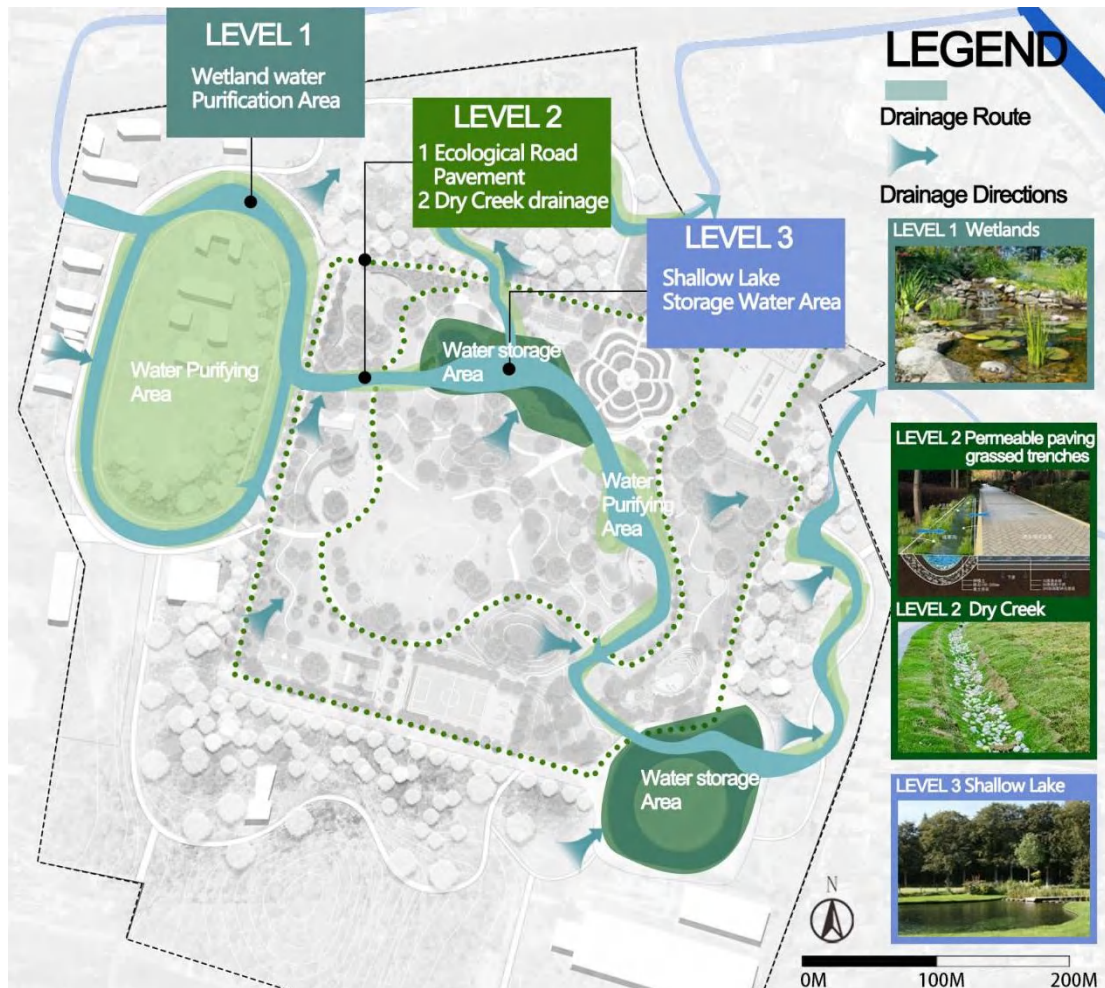 LEVEL 1
Wetland water
Purification Area
LEVEL 2
1 Ecological Road
Pavement
2 Dry Creek drainage
LEVEL 3
Shallow Lake
Storage Water Area
Water storage
Area
Water Purifying
Area
Water
Purifying
Area
Water storage
Area
LEGEND
Drainage Route
Drainage Directions
LEVEL 1 Wetlands
LEVEL 2 Permeable paving
grassed trenches
LEVEL 2 Dry Creek
LEVEL 3 Shallow Lake
N
0M 100M 200M